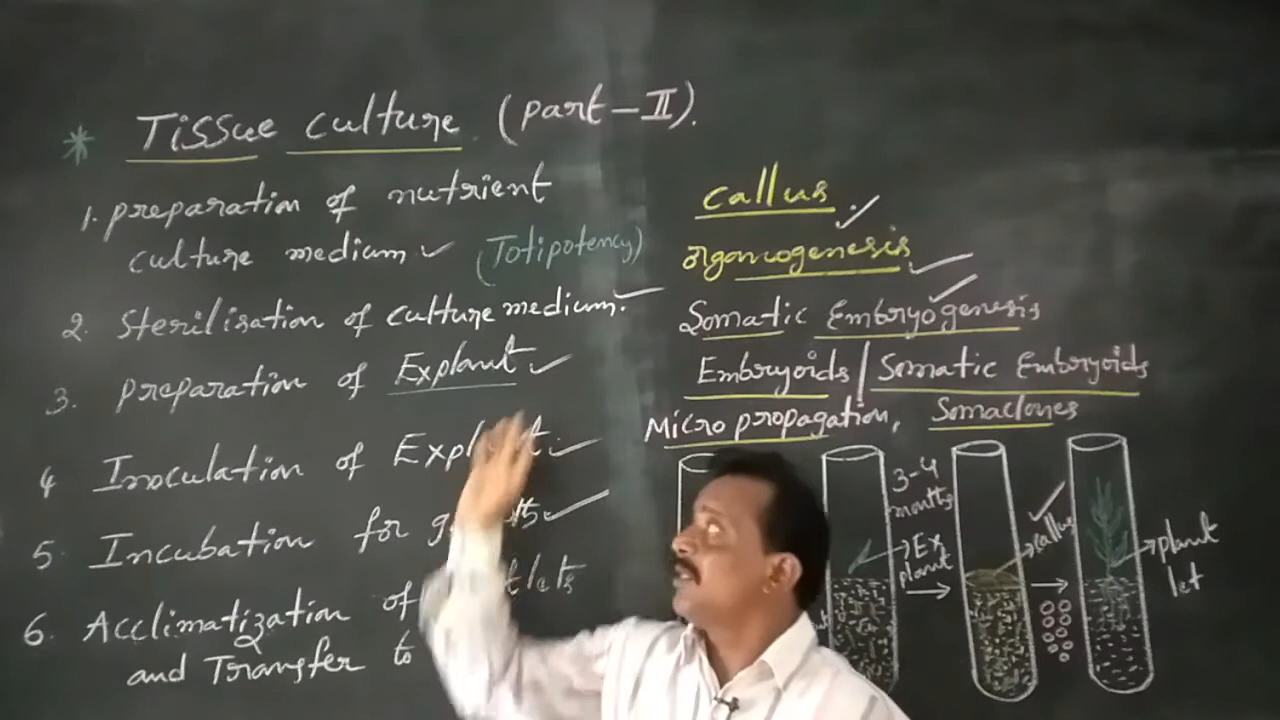 * Tissue culture (part-II).
1. preparation of nutrient
culture medium ✓ (Totipotency)
2. Sterilisation of culture medium. ✓
3. preparation of Explant ✓
4 Inoculation of ✓
5. Incubation for ✓
6. Acclimatization of
and Transfer to
callus. ✓
organogenesis ✓
Somatic Embryogenesis ✓
Embryoids / Somatic Embryoids
Micro propagation, Somaclones
Ex
plant
3-4
months
callus ✓
plant
let